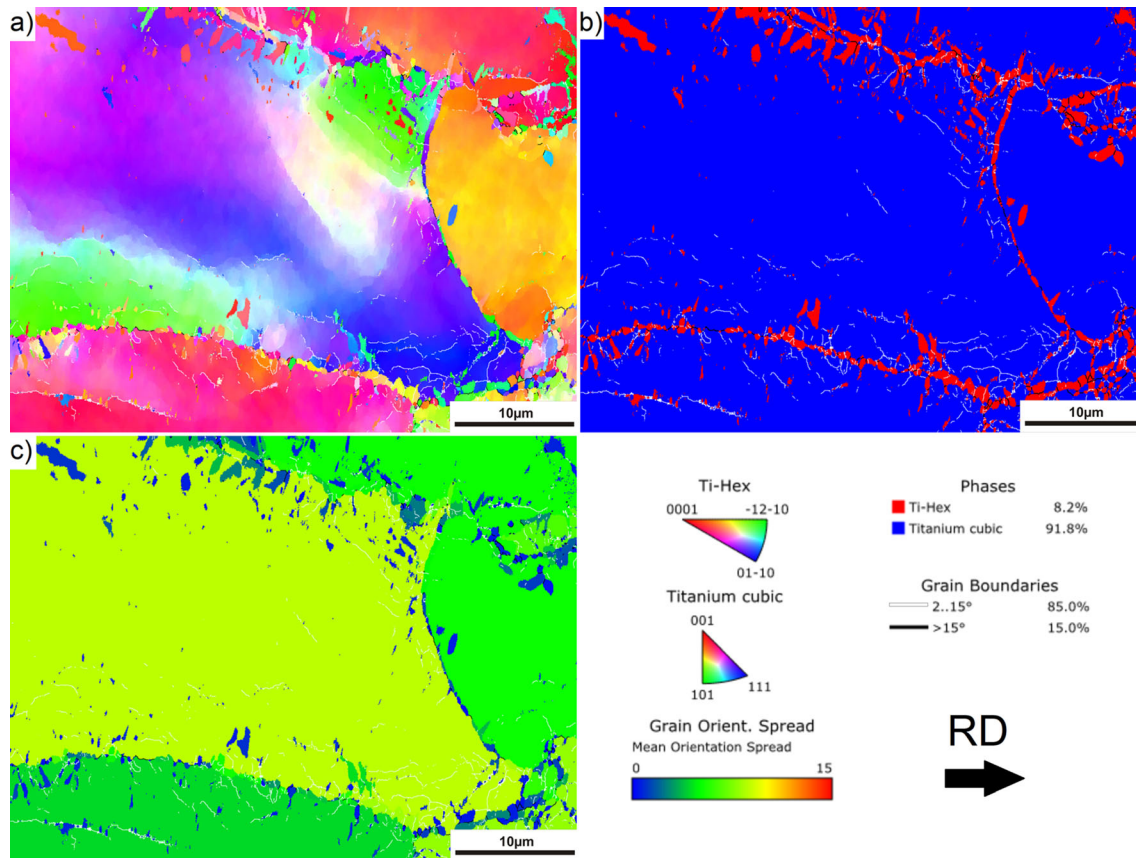 a)
10µm
b)
10µm
c)
10µm
Ti-Hex
0001 -12-10
01-10
Titanium cubic
001
101 111
Grain Orient. Spread
Mean Orientation Spread
0 15
Phases
Ti-Hex 8.2%
Titanium cubic 91.8%
Grain Boundaries
2..15° 85.0%
>15° 15.0%
RD